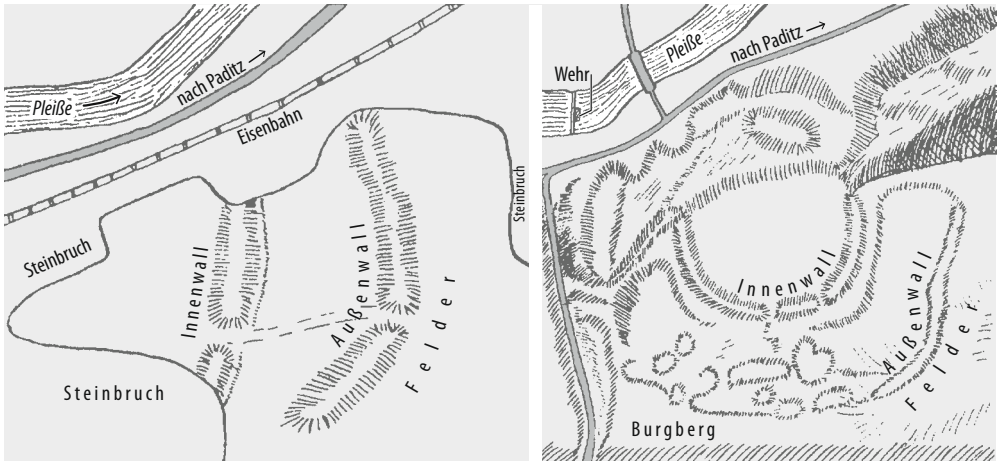 Pleiße
nach Paditz
Eisenbahn
Steinbruch
Steinbruch
Innenwall
Außenwall
Felder
Steinbruch
Pleiße
nach Paditz
Wehr
Innenwall
Außenwall
Felder
Burgberg